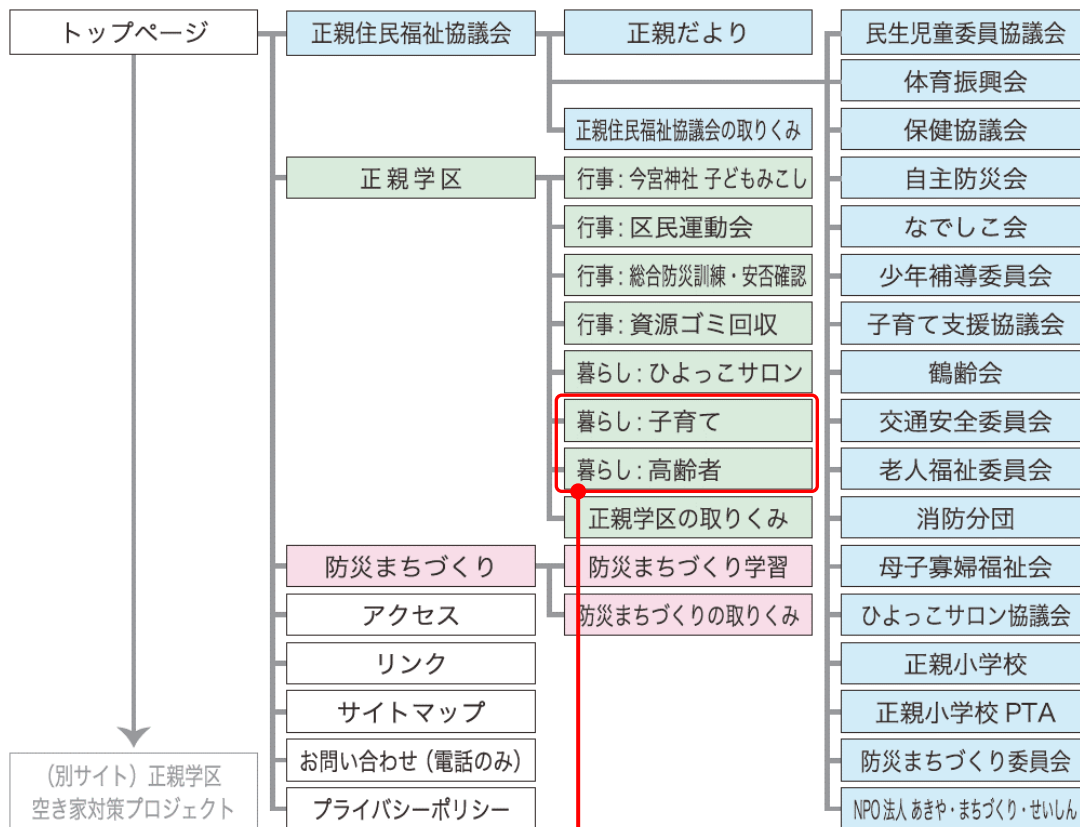 トップページ
(別サイト)正親学区
空き家対策プロジェクト
正親住民福祉協議会
正親学区
防災まちづくり
アクセス
リンク
サイトマップ
お問い合わせ(電話のみ)
プライバシーポリシー
正親だより
正親住民福祉協議会の取りくみ
行事:今宮神社 子どもみこし
行事:区民運動会
行事:総合防災訓練・安否確認
行事:資源ゴミ回収
暮らし:ひよっこサロン
暮らし:子育て
暮らし:高齢者
正親学区の取りくみ
防災まちづくり学習
防災まちづくりの取りくみ
民生児童委員協議会
体育振興会
保健協議会
自主防災会
なでしこ会
少年補導委員会
子育て支援協議会
鶴齢会
交通安全委員会
老人福祉委員会
消防分団
母子寡婦福祉会
ひよっこサロン協議会
正親小学校
正親小学校 PTA
防災まちづくり委員会
NPO法人 あきや・まちづくり・せいしん